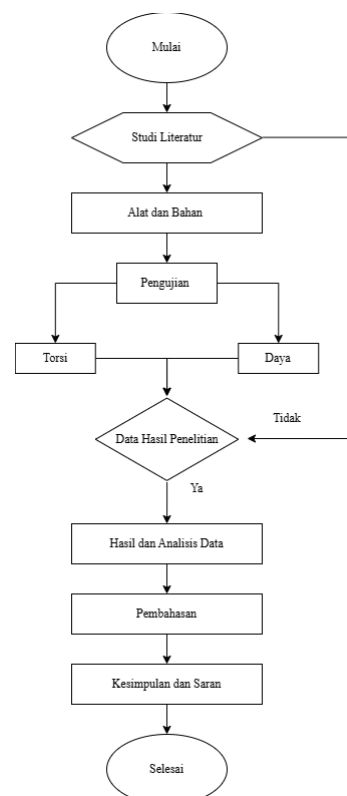 Mulai
Studi Literatur
Alat dan Bahan
Pengujian
Torsi
Daya
Data Hasil Penelitian
Tidak
Ya
Hasil dan Analisis Data
Pembahasan
Kesimpulan dan Saran
Selesai